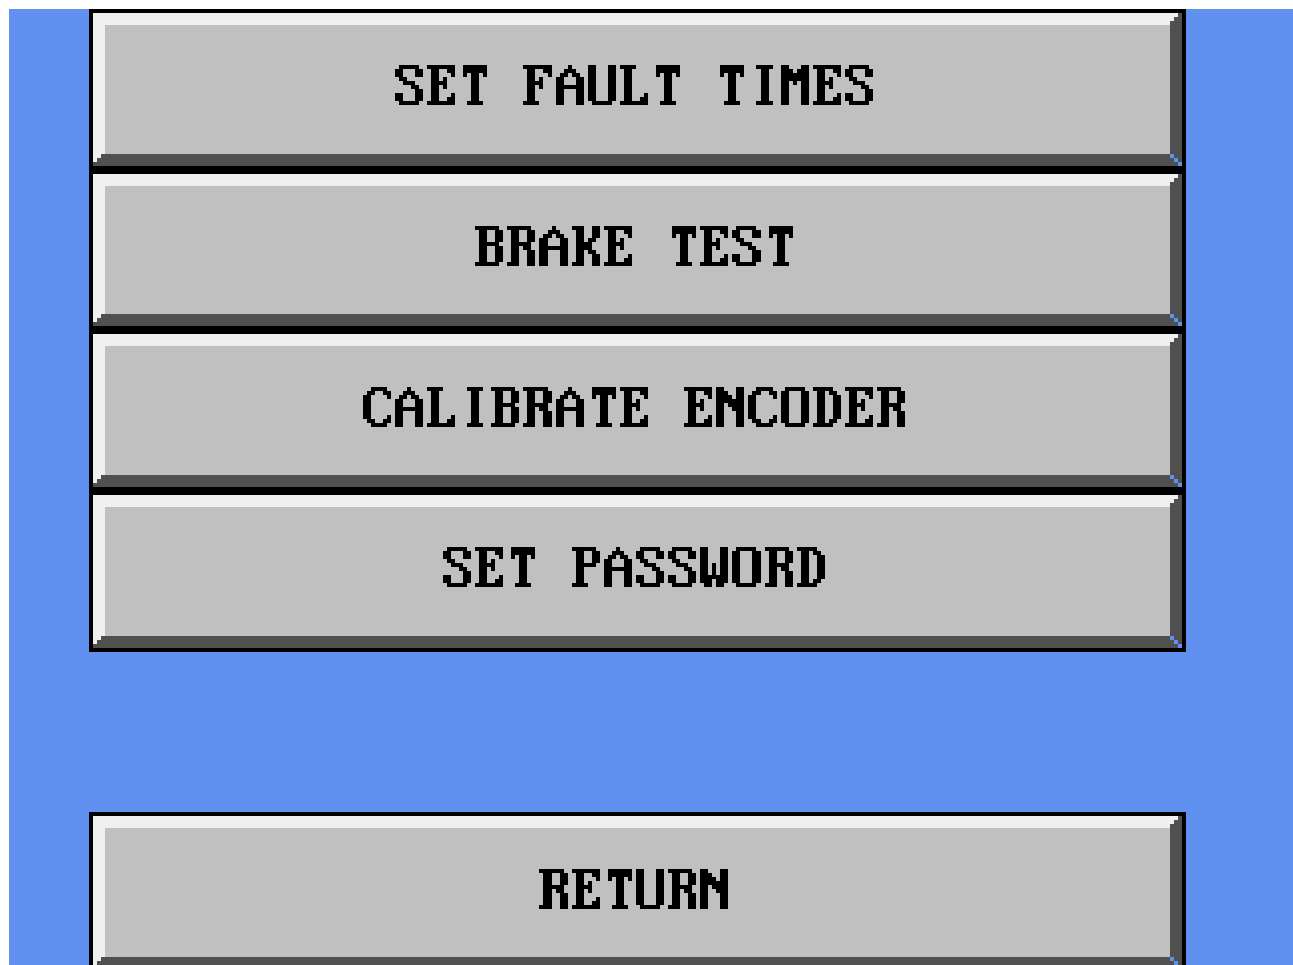 SET FAULT TIMES
BRAKE TEST
CALIBRATE ENCODER
SET PASSWORD
RETURN